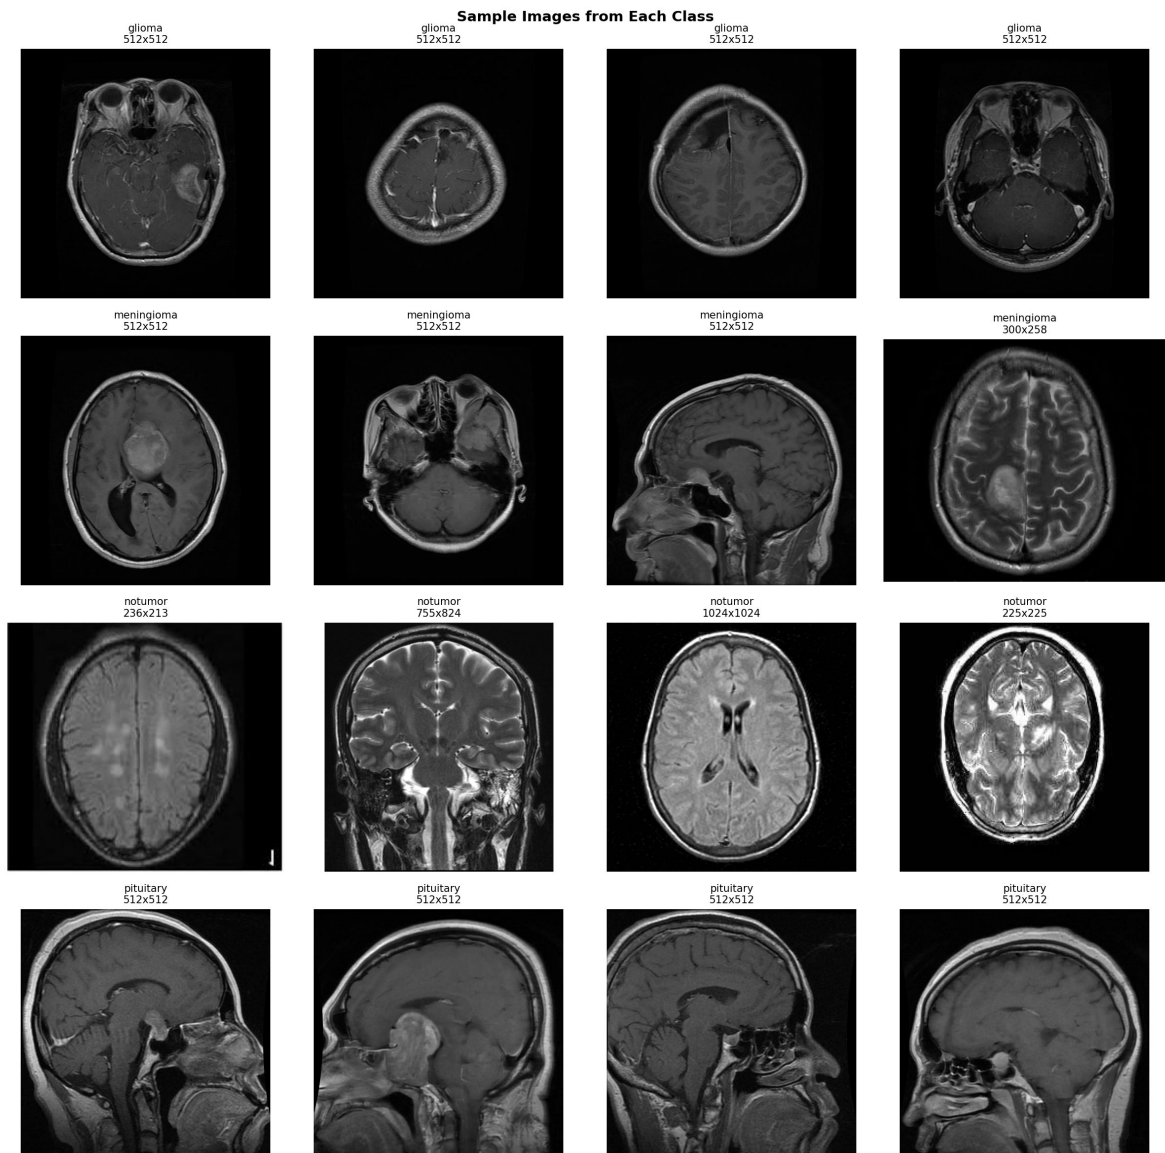 Sample Images from Each Class
glioma
512x512
glioma
512x512
glioma
512x512
glioma
512x512
meningioma
512x512
meningioma
512x512
meningioma
512x512
meningioma
300x258
notumor
236x213
notumor
755x824
notumor
1024x1024
notumor
225x225
pituitary
512x512
pituitary
512x512
pituitary
512x512
pituitary
512x512